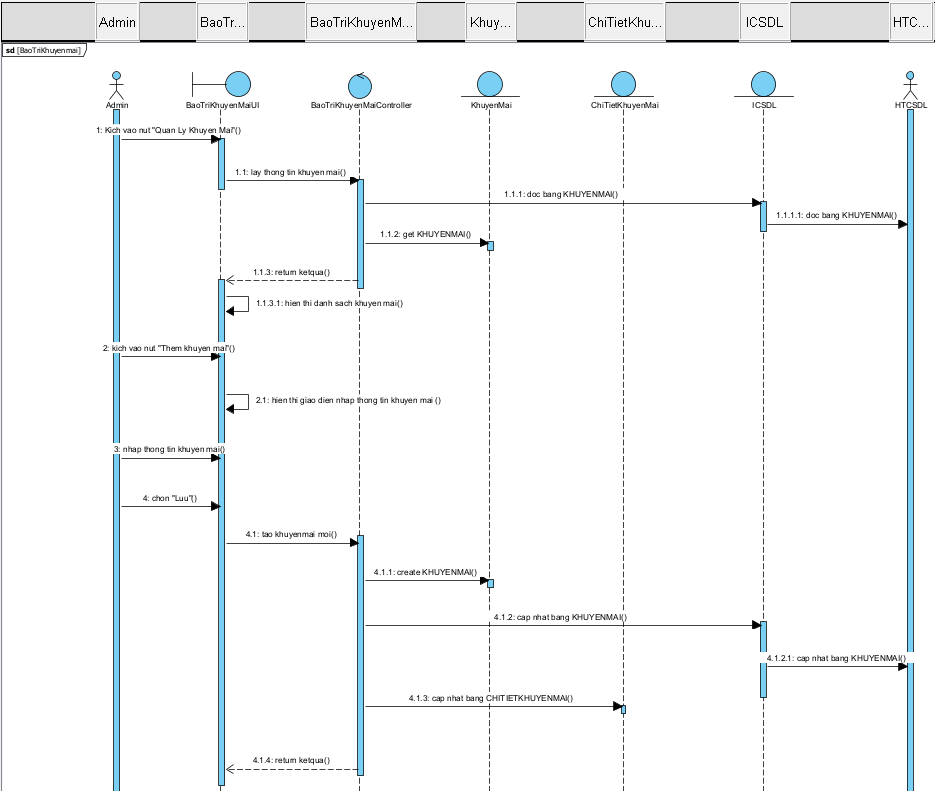 Admin BaoTr... BaoTriKhuyenM... Khuy... ChiTietKhu... ICSDL HTC...
sd [BaoTriKhuyenmai]
Admin BaoTriKhuyenMaiUI BaoTriKhuyenMaiController KhuyenMai ChiTietKhuyenMai ICSDL HTCSDL
1: Kich vao nut "Quan Ly Khuyen Mai"()
1.1: lay thong tin khuyen mai()
1.1.1: doc bang KHUYENMAI()
1.1.1.1: doc bang KHUYENMAI()
1.1.2: get KHUYENMAI()
1.1.3: return ketqua()
1.1.3.1: hien thi danh sach khuyen mai()
2: kich vao nut "Them khuyen mai"()
2.1: hien thi giao dien nhap thong tin khuyen mai ()
3: nhap thong tin khuyen mai()
4: chon "Luu"()
4.1: tao khuyenmai moi()
4.1.1: create KHUYENMAI()
4.1.2: cap nhat bang KHUYENMAI()
4.1.2.1: cap nhat bang KHUYENMAI()
4.1.3: cap nhat bang CHITIETKHUYENMAI()
4.1.4: return ketqua()